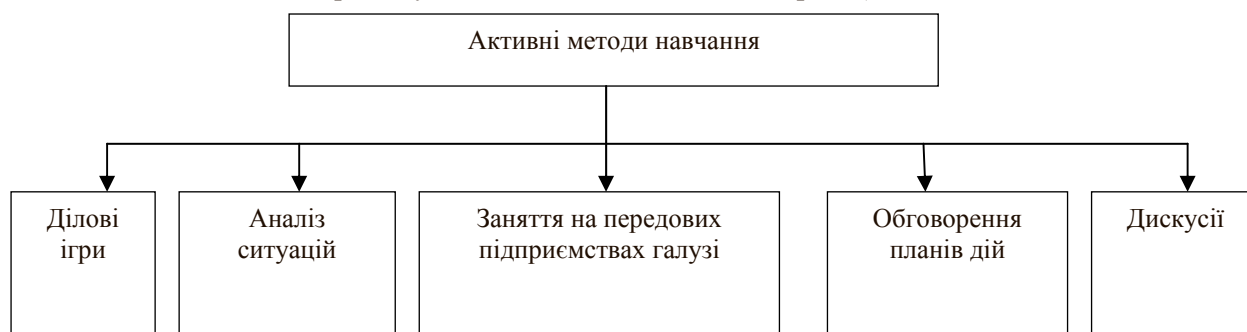 Активні методи навчання
Ділові
ігри
Аналіз
ситуацій
Заняття на передових
підприємствах галузі
Обговорення
планів дій
Дискусії